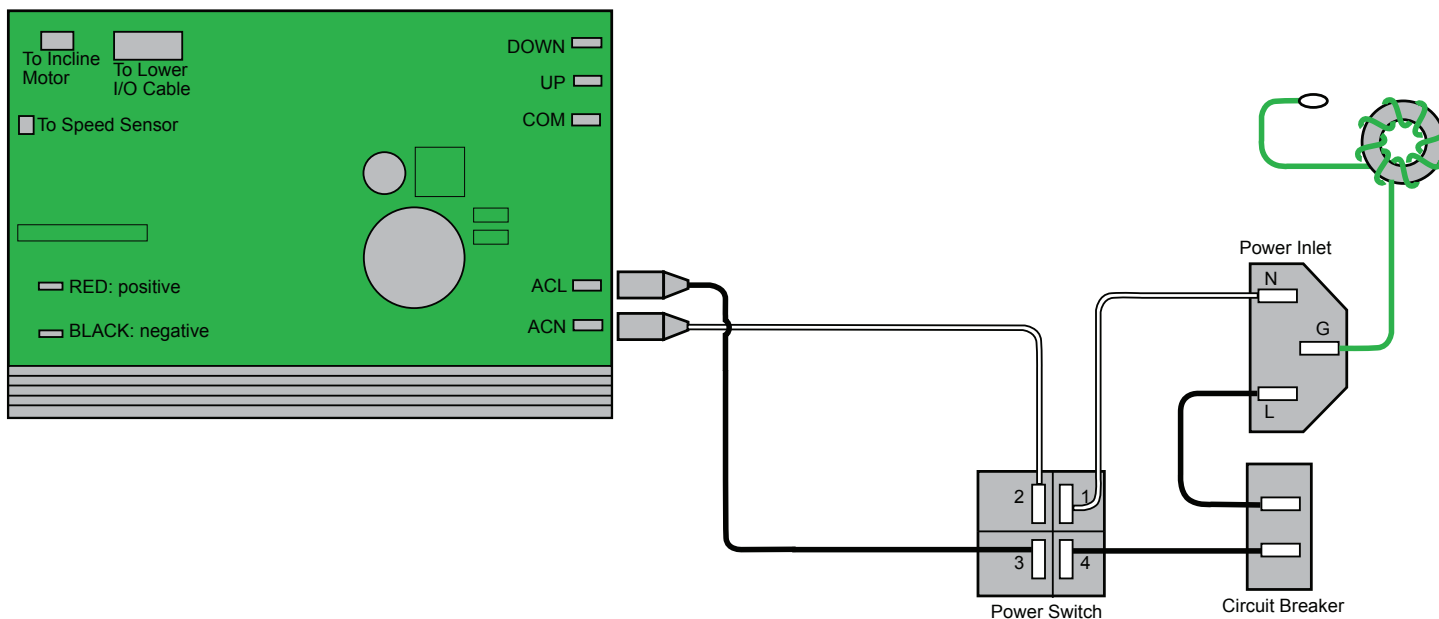 To Incline
Motor
To Lower
I/O Cable
To Speed Sensor
DOWN
UP
COM
RED: positive
BLACK: negative
ACL
ACN
Power Inlet
N
G
L
2
1
3
4
Power Switch
Circuit Breaker